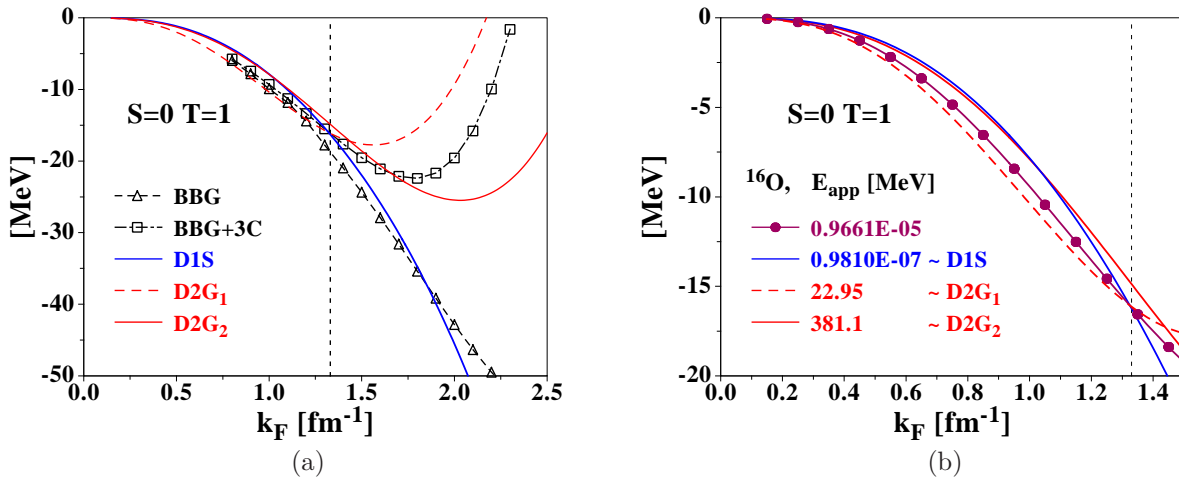 0
-10
-20
-30
-40
-50
[MeV]
S=0 T=1
BBG
BBG+3C
D1S
D2G₁
D2G₂
0.0 0.5 1.0 1.5 2.0 2.5
k_F [fm⁻¹]
(a)
0
-5
-10
-15
-20
[MeV]
S=0 T=1
¹⁶O, E_app [MeV]
0.9661E-05
0.9810E-07 ~ D1S
22.95 ~ D2G₁
381.1 ~ D2G₂
0.0 0.2 0.4 0.6 0.8 1.0 1.2 1.4
k_F [fm⁻¹]
(b)